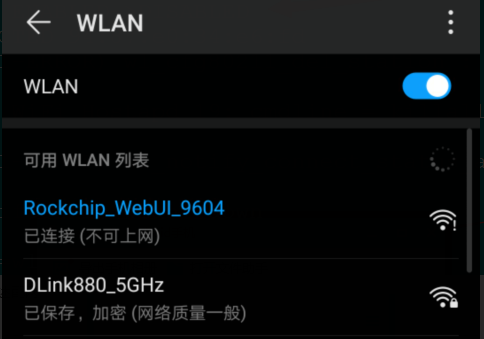 WLAN
WLAN
可用 WLAN 列表
Rockchip_WebUI_9604
已连接 (不可上网)
DLink880_5GHz
已保存，加密 (网络质量一般)